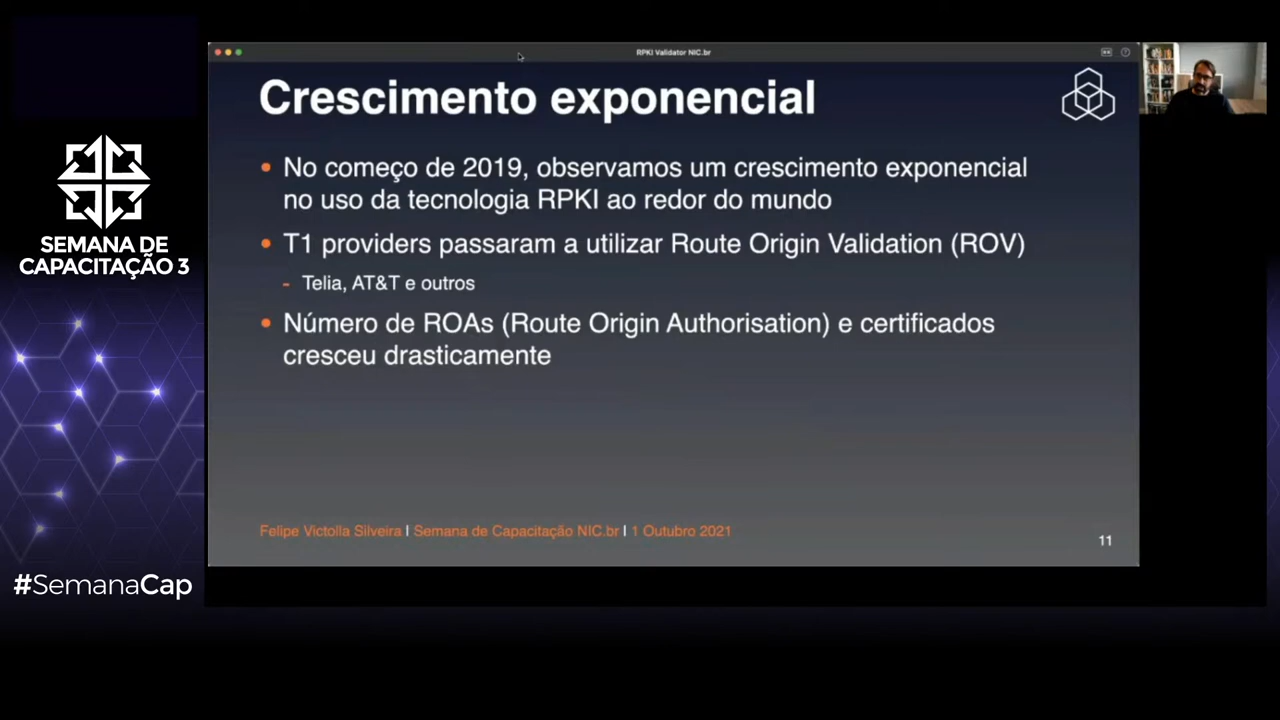 RPKI Validator NIC.br
Crescimento exponencial
• No começo de 2019, observamos um crescimento exponencial
no uso da tecnologia RPKI ao redor do mundo
• T1 providers passaram a utilizar Route Origin Validation (ROV)
- Telia, AT&T e outros
• Número de ROAs (Route Origin Authorisation) e certificados
cresceu drasticamente
Felipe Victolla Silveira | Semana de Capacitação NIC.br | 1 Outubro 2021
11
SEMANA DE
CAPACITAÇÃO 3
#SemanaCap